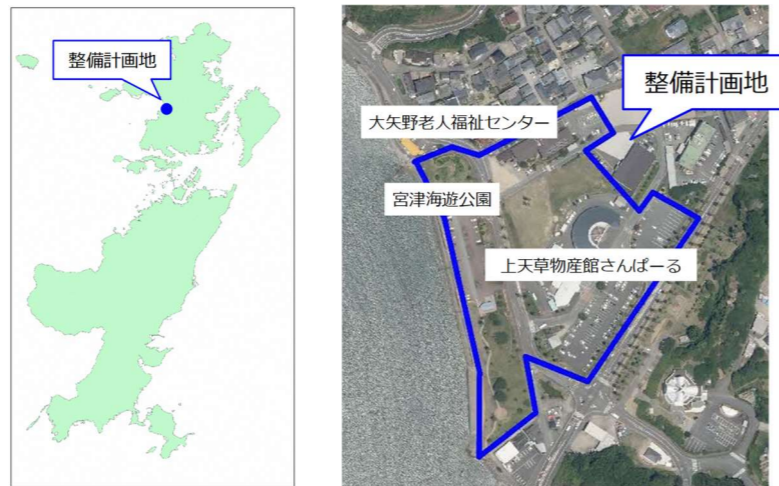 整備計画地
整備計画地
大矢野老人福祉センター
宮津海遊公園
上天草物産館さんぱーる